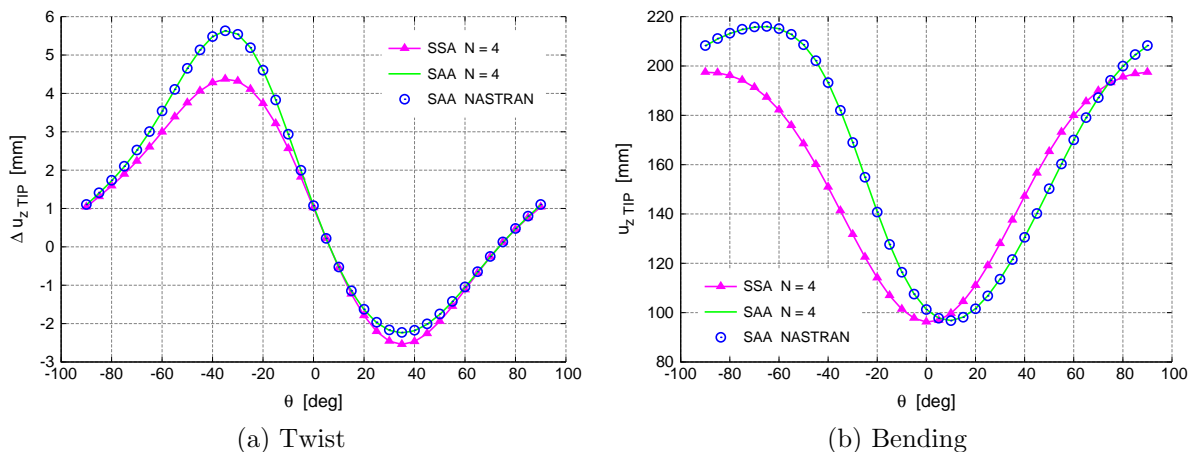 6
5
4
3
2
1
0
-1
-2
-3
-100 -80 -60 -40 -20 0 20 40 60 80 100
Δ u_z TIP [mm]
θ [deg]
SSA N = 4
SAA N = 4
SAA NASTRAN
(a) Twist
220
200
180
160
140
120
100
80
-100 -80 -60 -40 -20 0 20 40 60 80 100
u_z TIP [mm]
θ [deg]
SSA N = 4
SAA N = 4
SAA NASTRAN
(b) Bending